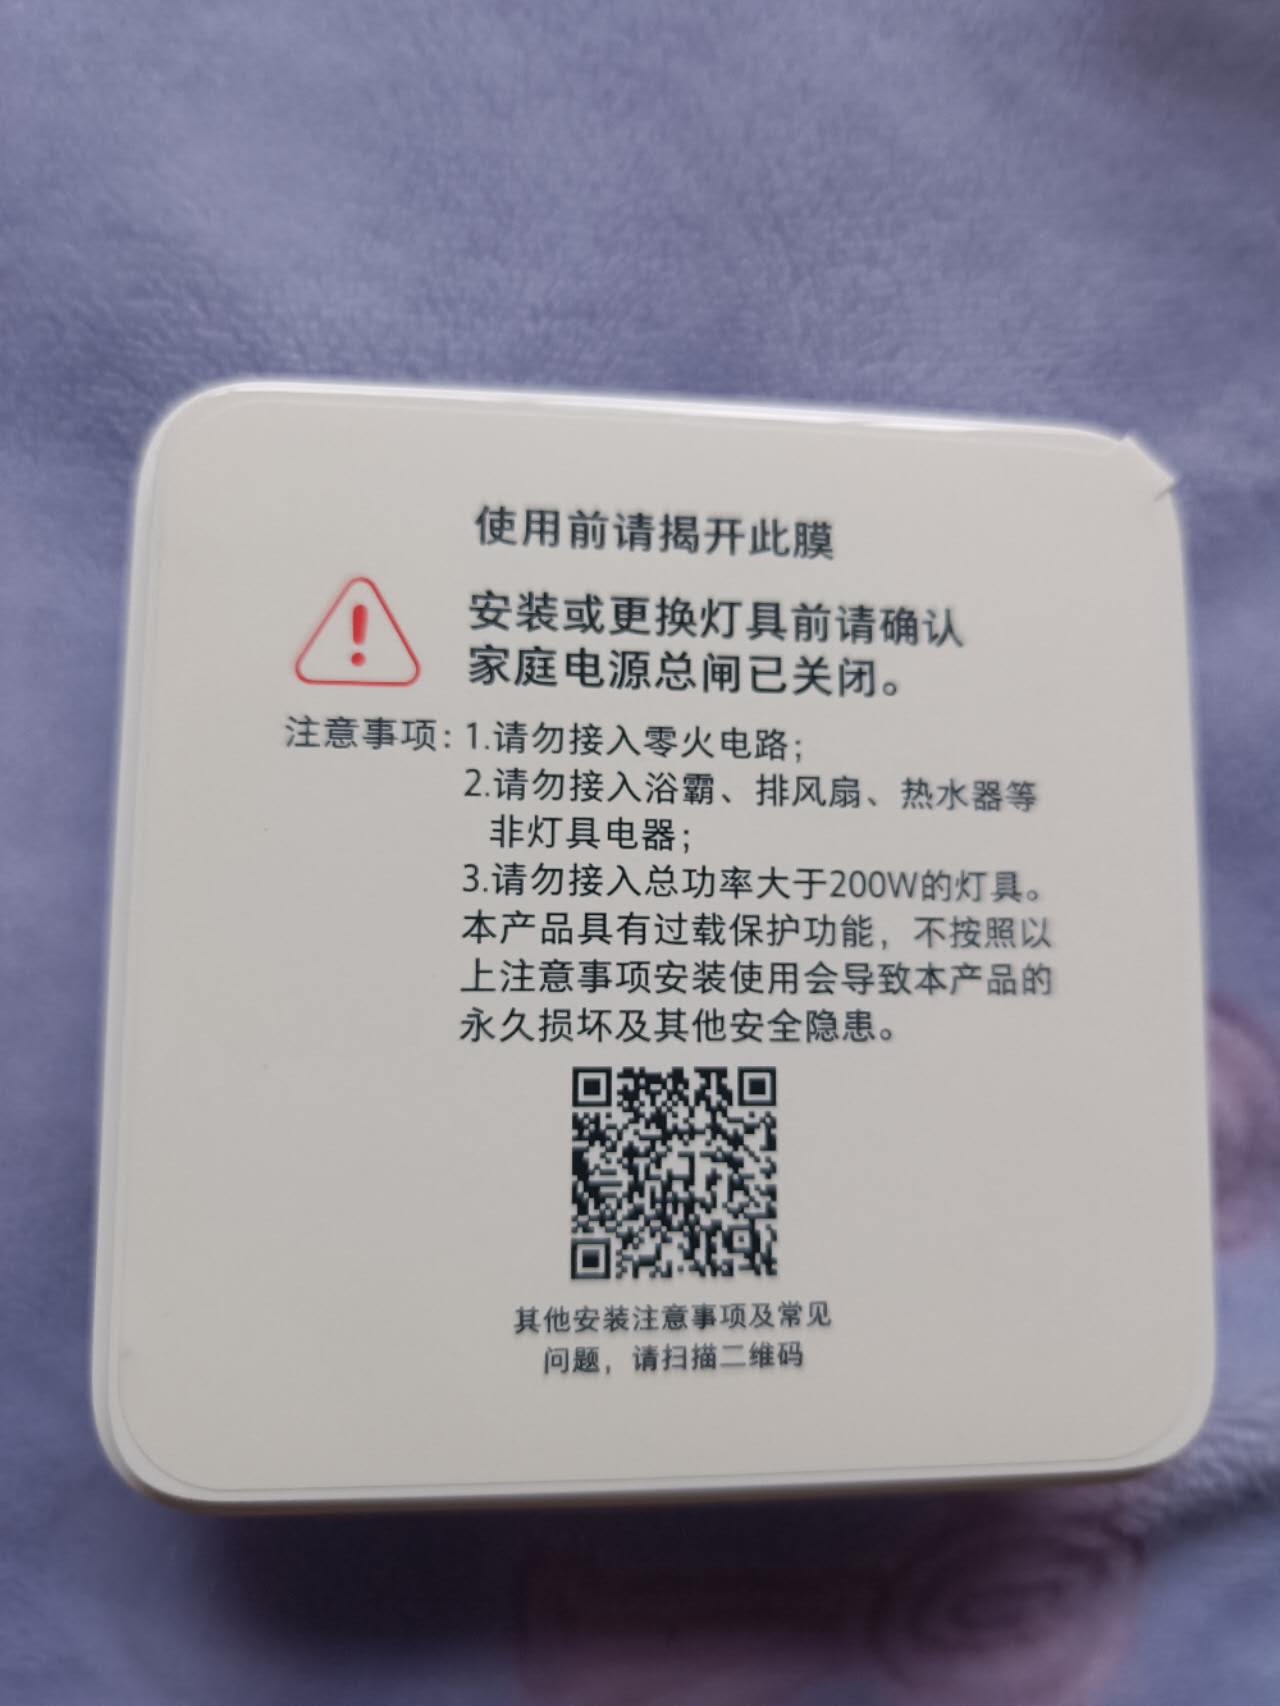 使用前请揭开此膜
安装或更换灯具前请确认
家庭电源总闸已关闭。
注意事项：1.请勿接入零火电路；
2.请勿接入浴霸、排风扇、热水器等
非灯具电器；
3.请勿接入总功率大于200W的灯具。
本产品具有过载保护功能，不按照以
上注意事项安装使用会导致本产品的
永久损坏及其他安全隐患。
其他安装注意事项及常见
问题，请扫描二维码